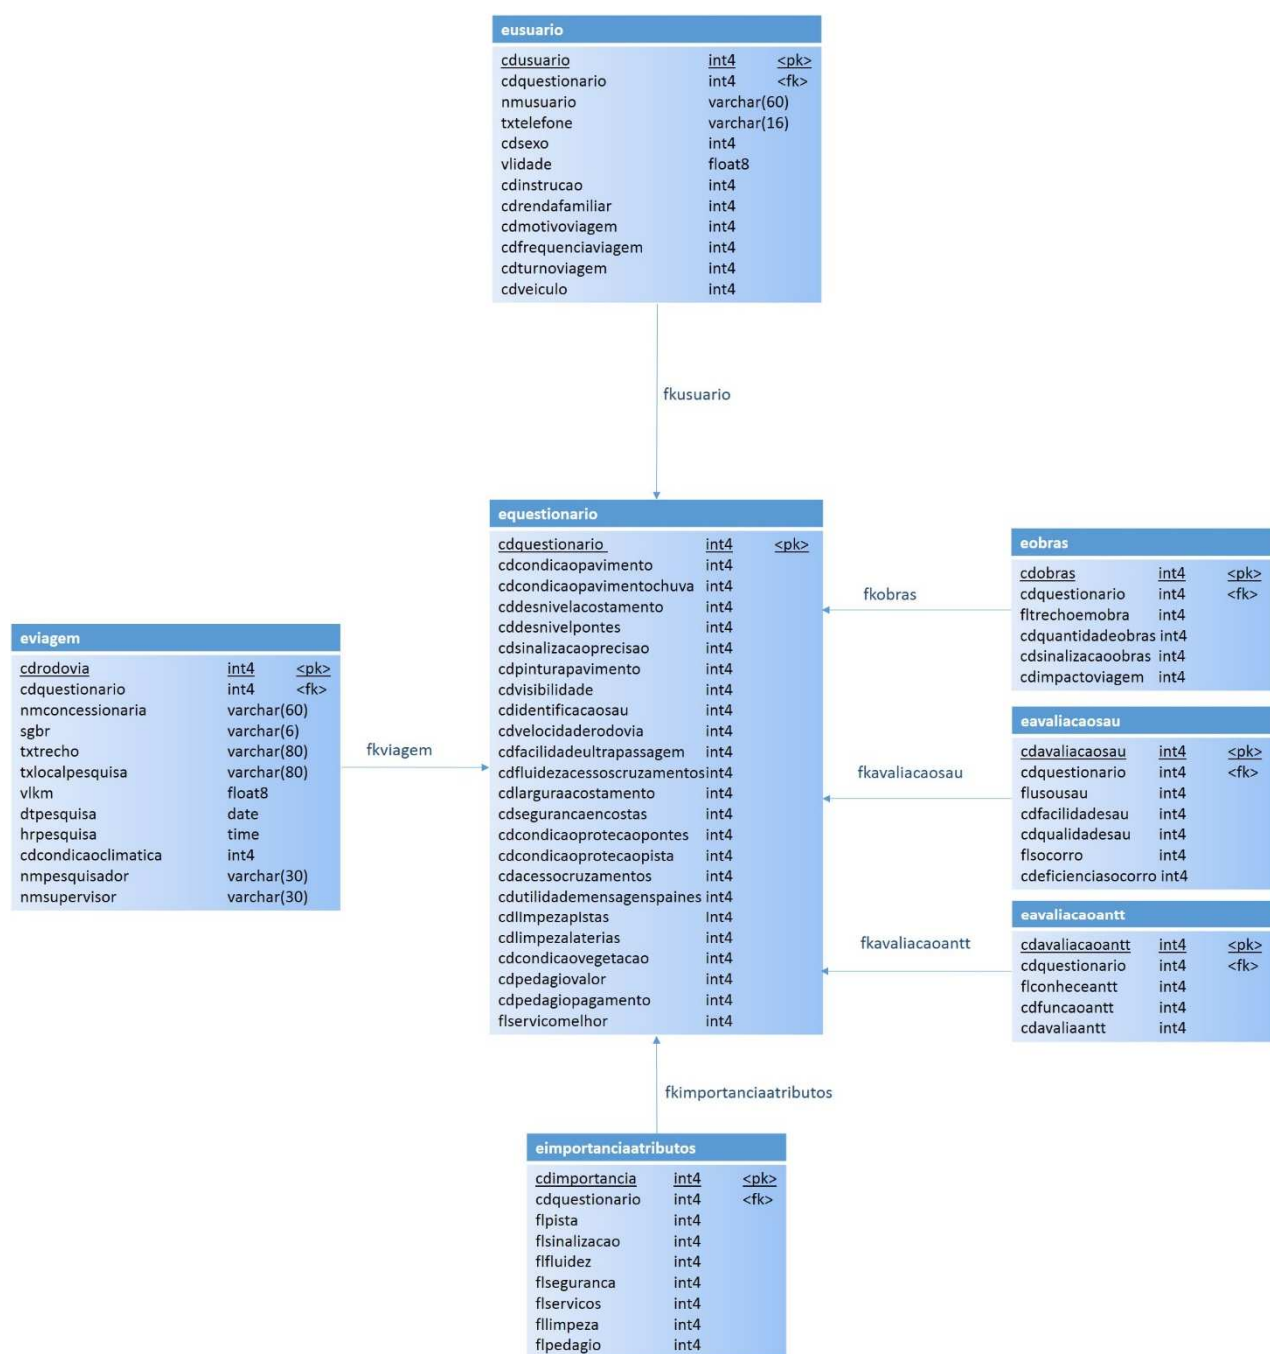 eusuario
cdusuario int4 <pk>
cdquestionario int4 <fk>
nmusuario varchar(60)
txtelefone varchar(16)
cdsexo int4
vlidade float8
cdinstrucao int4
cdrendafamiliar int4
cdmotivoviagem int4
cdfrequenciaviagem int4
cdturnoviagem int4
cdveiculo int4
fkusuario
equestionario
cdquestionario int4 <pk>
cdcondicaopavimento int4
cdcondicaopavimentochuva int4
cddesnivelacostamento int4
cddesnivelpontes int4
cdsinalizacaoprecisao int4
cdpinturapavimento int4
cdvisibilidade int4
cdidentificacaosau int4
cdvelocidaderodovia int4
cdfacilidadeultrapassagem int4
cdfluidezacessoscruzamentos int4
cdlarguraacostamento int4
cdsegurancaencostas int4
cdcondicaoprotecaopontes int4
cdcondicaoprotecaopista int4
cdacessocruzamentos int4
cdutilidademensagenspaines int4
cdlimpezapistas int4
cdlimpezalaterias int4
cdcondicaovegetacao int4
cdpedagiovalor int4
cdpedagiopagamento int4
flservicomelhor int4
eviagem
cdrodovia int4 <pk>
cdquestionario int4 <fk>
nmconcessionaria varchar(60)
sgbr varchar(6)
txtrecho varchar(80)
txlocalpesquisa varchar(80)
vlkm float8
dtpesquisa date
hrpesquisa time
cdcondicaoclimatica int4
nmpesquisador varchar(30)
nmsupervisor varchar(30)
fkviagem
fkobras
eobras
cdobras int4 <pk>
cdquestionario int4 <fk>
fltrechoemobra int4
cdquantidadeobras int4
cdsinalizacaoobras int4
cdimpactoviagem int4
fkavaliacaosau
eavaliacaosau
cdavaliacaosau int4 <pk>
cdquestionario int4 <fk>
flusousau int4
cdfacilidadesau int4
cdqualidadesau int4
flsocorro int4
cdeficienciasocorro int4
fkavaliacaoantt
eavaliacaoantt
cdavaliacaoantt int4 <pk>
cdquestionario int4 <fk>
flconheceantt int4
cdfuncaoantt int4
cdavaliaantt int4
fkimportanciaatributos
eimportanciaatributos
cdimportancia int4 <pk>
cdquestionario int4 <fk>
flpista int4
flsinalizacao int4
flfluidez int4
flseguranca int4
flservicos int4
fllimpeza int4
flpedagio int4